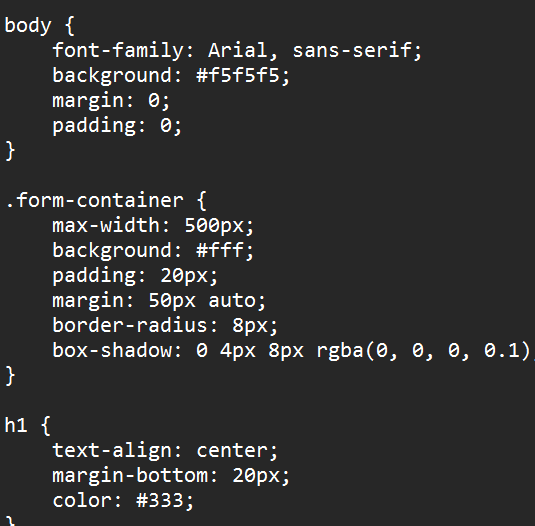 body {
    font-family: Arial, sans-serif;
    background: #f5f5f5;
    margin: 0;
    padding: 0;
}

.form-container {
    max-width: 500px;
    background: #fff;
    padding: 20px;
    margin: 50px auto;
    border-radius: 8px;
    box-shadow: 0 4px 8px rgba(0, 0, 0, 0.1);
}

h1 {
    text-align: center;
    margin-bottom: 20px;
    color: #333;
}